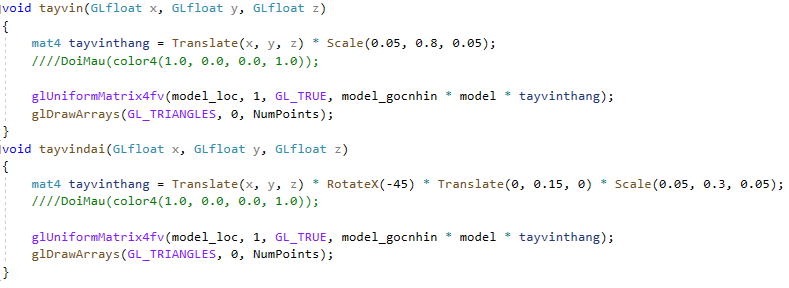 void tayvin(GLfloat x, GLfloat y, GLfloat z)
{
    mat4 tayvinthang = Translate(x, y, z) * Scale(0.05, 0.8, 0.05);
    ////DoiMau(color4(1.0, 0.0, 0.0, 1.0));

    glUniformMatrix4fv(model_loc, 1, GL_TRUE, model_gocnhin * model * tayvinthang);
    glDrawArrays(GL_TRIANGLES, 0, NumPoints);
}
void tayvindai(GLfloat x, GLfloat y, GLfloat z)
{
    mat4 tayvinthang = Translate(x, y, z) * RotateX(-45) * Translate(0, 0.15, 0) * Scale(0.05, 0.3, 0.05);
    ////DoiMau(color4(1.0, 0.0, 0.0, 1.0));

    glUniformMatrix4fv(model_loc, 1, GL_TRUE, model_gocnhin * model * tayvinthang);
    glDrawArrays(GL_TRIANGLES, 0, NumPoints);
}